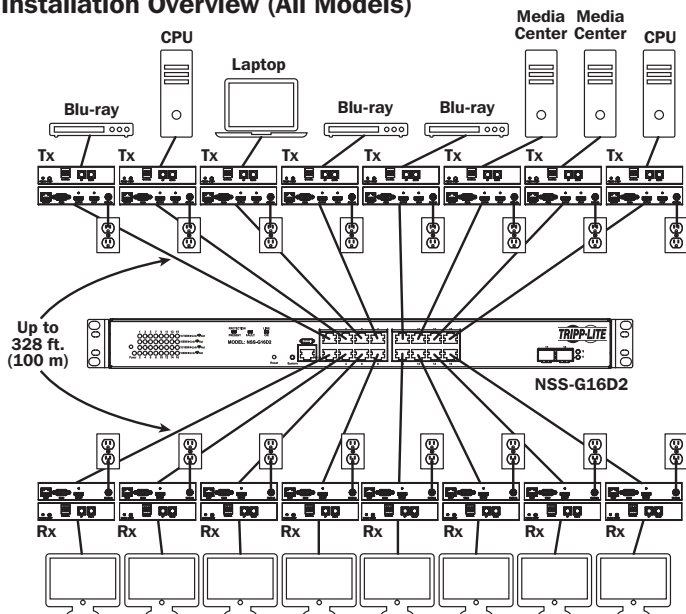 Installation Overview (All Models)
Media Center
Media Center
CPU
CPU
Laptop
Blu-ray
Blu-ray
Blu-ray
Tx
Tx
Tx
Tx
Tx
Tx
Tx
Tx
Up to
328 ft.
(100 m)
MODEL: NSS-G16D2
TRIPP·LITE
NSS-G16D2
Rx
Rx
Rx
Rx
Rx
Rx
Rx
Rx